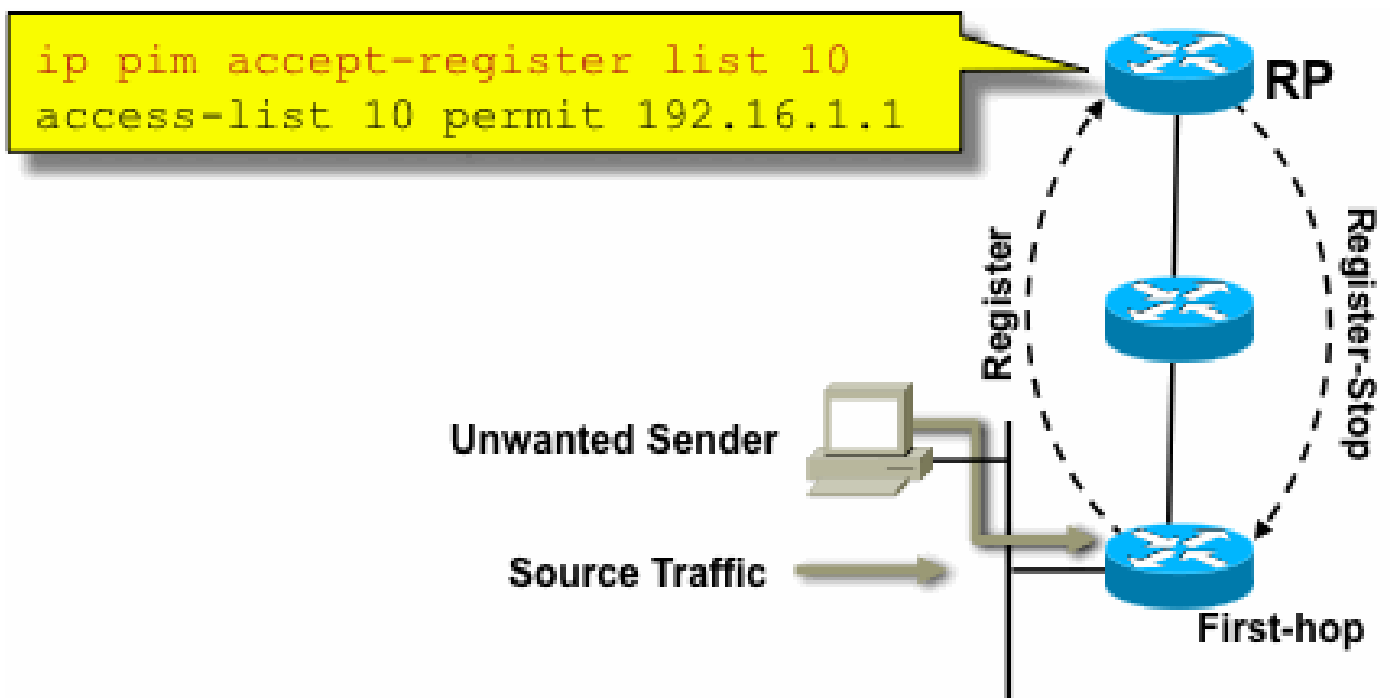 ip pim accept-register list 10
access-list 10 permit 192.16.1.1
RP
Register
Register-Stop
Unwanted Sender
Source Traffic
First-hop